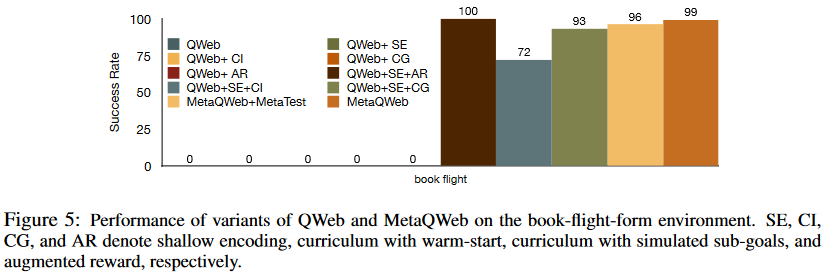 100
75
50
25
0
Success Rate
QWeb
QWeb+ CI
QWeb+ AR
QWeb+SE+CI
MetaQWeb+MetaTest
QWeb+ SE
QWeb+ CG
QWeb+SE+AR
QWeb+SE+CG
MetaQWeb
0 0 0 0 0 100 72 93 96 99
book flight
Figure 5: Performance of variants of QWeb and MetaQWeb on the book-flight-form environment. SE, CI,
CG, and AR denote shallow encoding, curriculum with warm-start, curriculum with simulated sub-goals, and
augmented reward, respectively.